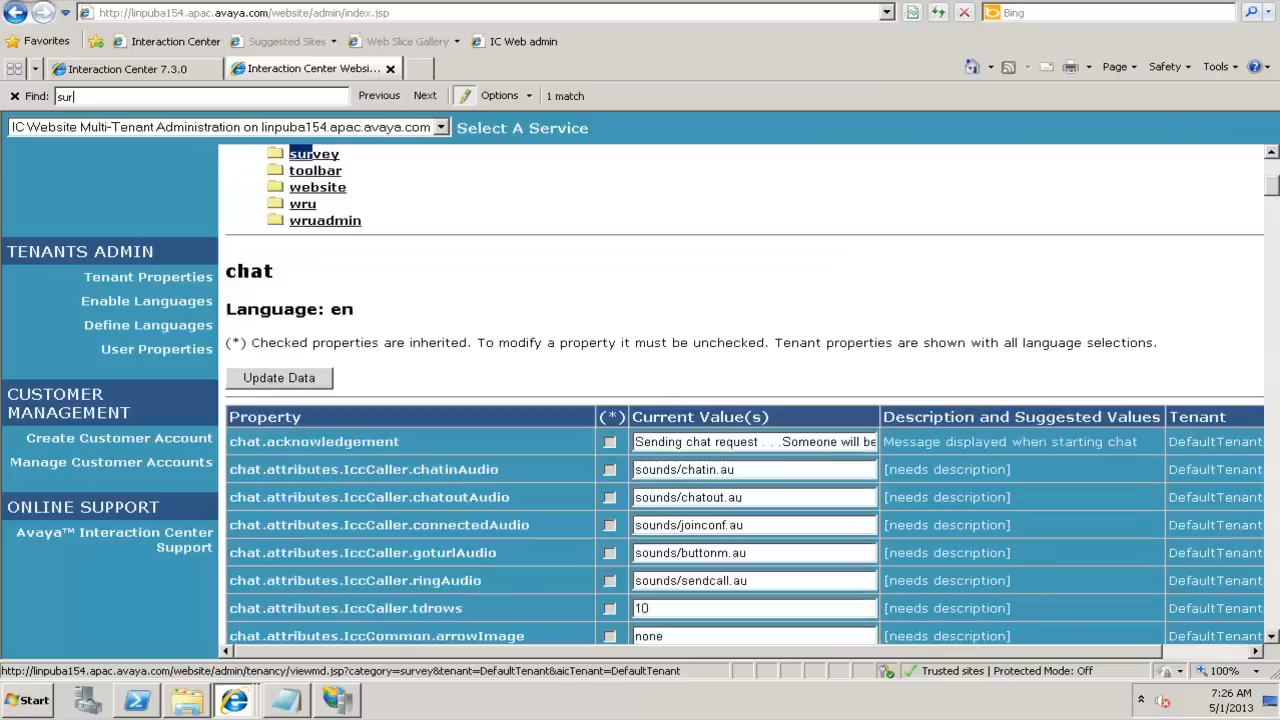 http://linpuba154.apac.avaya.com/website/admin/index.jsp
Bing
Favorites
Interaction Center
Suggested Sites
Web Slice Gallery
IC Web admin
Interaction Center 7.3.0
Interaction Center Websi...
Page
Safety
Tools
Find:
sur
Previous
Next
Options
1 match
IC Website Multi-Tenant Administration on linpuba154.apac.avaya.com
Select A Service
survey
toolbar
website
wru
wruadmin
TENANTS ADMIN
Tenant Properties
Enable Languages
Define Languages
User Properties
CUSTOMER
MANAGEMENT
Create Customer Account
Manage Customer Accounts
ONLINE SUPPORT
Avaya™ Interaction Center
Support
chat
Language: en
(*) Checked properties are inherited. To modify a property it must be unchecked. Tenant properties are shown with all language selections.
Update Data
Property (*) Current Value(s) Description and Suggested Values Tenant
chat.acknowledgement Sending chat request . . .Someone will be Message displayed when starting chat DefaultTenant
chat.attributes.IccCaller.chatinAudio sounds/chatin.au [needs description] DefaultTenant
chat.attributes.IccCaller.chatoutAudio sounds/chatout.au [needs description] DefaultTenant
chat.attributes.IccCaller.connectedAudio sounds/joinconf.au [needs description] DefaultTenant
chat.attributes.IccCaller.goturlAudio sounds/buttonm.au [needs description] DefaultTenant
chat.attributes.IccCaller.ringAudio sounds/sendcall.au [needs description] DefaultTenant
chat.attributes.IccCaller.tdrows 10 [needs description] DefaultTenant
chat.attributes.IccCommon.arrowImage none [needs description] DefaultTenant
http://linpuba154.apac.avaya.com/website/admin/tenancy/viewmd.jsp?category=survey&tenant=DefaultTenant&aicTenant=DefaultTenant
Trusted sites | Protected Mode: Off
100%
Start
7:26 AM
5/1/2013